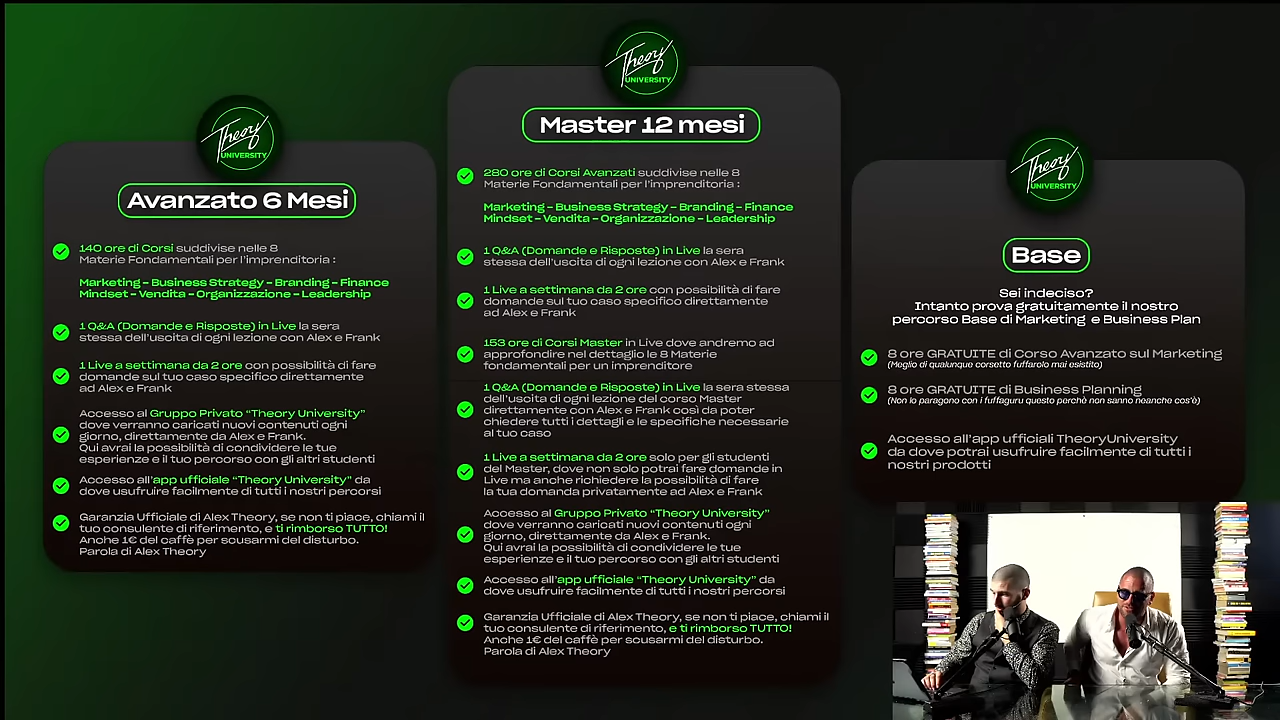 Theory
UNIVERSITY
Avanzato 6 Mesi
140 ore di Corsi suddivise nelle 8
Materie Fondamentali per l'imprenditoria :
Marketing - Business Strategy - Branding - Finance
Mindset - Vendita - Organizzazione - Leadership
1 Q&A (Domande e Risposte) in Live la sera
stessa dell'uscita di ogni lezione con Alex e Frank
1 Live a settimana da 2 ore con possibilità di fare
domande sul tuo caso specifico direttamente
ad Alex e Frank
Accesso al Gruppo Privato "Theory University"
dove verranno caricati nuovi contenuti ogni
giorno, direttamente da Alex e Frank.
Qui avrai la possibilità di condividere le tue
esperienze e il tuo percorso con gli altri studenti
Accesso all'app ufficiale "Theory University" da
dove usufruire facilmente di tutti i nostri percorsi
Garanzia Ufficiale di Alex Theory, se non ti piace, chiami il
tuo consulente di riferimento, e ti rimborso TUTTO!
Anche 1€ del caffè per scusarmi del disturbo.
Parola di Alex Theory
Theory
UNIVERSITY
Master 12 mesi
280 ore di Corsi Avanzati suddivise nelle 8
Materie Fondamentali per l'imprenditoria :
Marketing - Business Strategy - Branding - Finance
Mindset - Vendita - Organizzazione - Leadership
1 Q&A (Domande e Risposte) in Live la sera
stessa dell'uscita di ogni lezione con Alex e Frank
1 Live a settimana da 2 ore con possibilità di fare
domande sul tuo caso specifico direttamente
ad Alex e Frank
153 ore di Corsi Master in Live dove andremo ad
approfondire nel dettaglio le 8 Materie
fondamentali per un imprenditore
1 Q&A (Domande e Risposte) in Live la sera stessa
dell'uscita di ogni lezione del corso Master
direttamente con Alex e Frank così da poter
chiedere tutti i dettagli e le specifiche necessarie
al tuo caso
1 Live a settimana da 2 ore solo per gli studenti
del Master, dove non solo potrai fare domande in
Live ma anche richiedere la possibilità di fare
la tua domanda privatamente ad Alex e Frank
Accesso al Gruppo Privato "Theory University"
dove verranno caricati nuovi contenuti ogni
giorno, direttamente da Alex e Frank.
Qui avrai la possibilità di condividere le tue
esperienze e il tuo percorso con gli altri studenti
Accesso all'app ufficiale "Theory University" da
dove usufruire facilmente di tutti i nostri percorsi
Garanzia Ufficiale di Alex Theory, se non ti piace, chiami il
tuo consulente di riferimento, e ti rimborso TUTTO!
Anche 1€ del caffè per scusarmi del disturbo.
Parola di Alex Theory
Theory
UNIVERSITY
Base
Sei indeciso?
Intanto prova gratuitamente il nostro
percorso Base di Marketing e Business Plan
8 ore GRATUITE di Corso Avanzato sul Marketing
(Meglio di qualunque corsetto fuffarolo mai esistito)
8 ore GRATUITE di Business Planning
(Non lo paragono con i fuffaguru questo perchè non sanno neanche cos'è)
Accesso all'app ufficiali TheoryUniversity
da dove potrai usufruire facilmente di tutti i
nostri prodotti